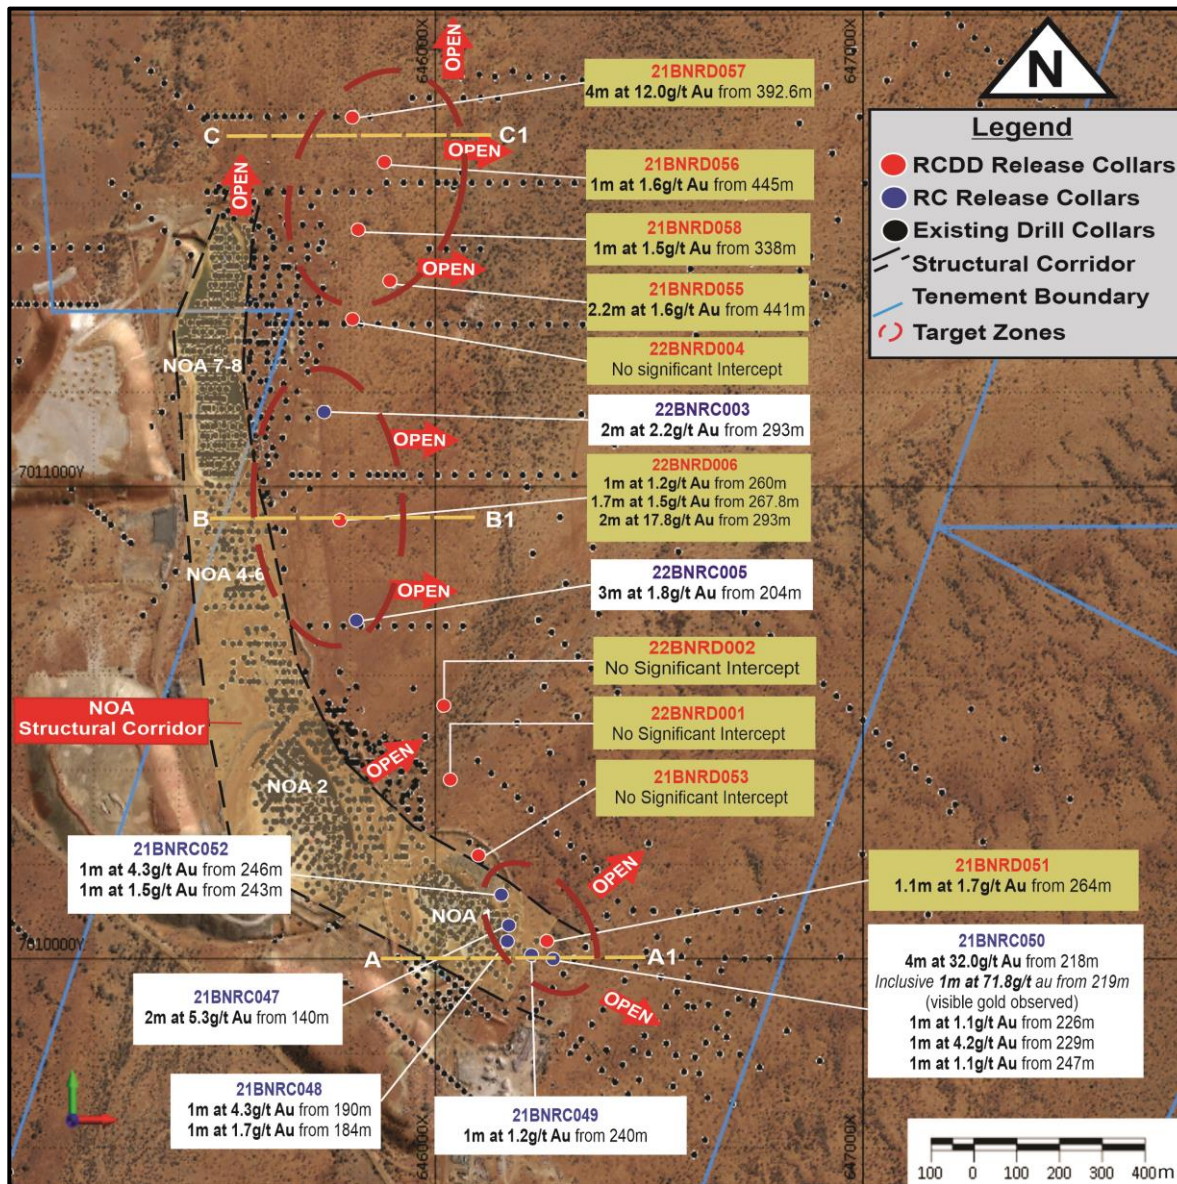 646000X
647000X
OPEN
N
21BNRD057
4m at 12.0g/t Au from 392.6m
Legend
RCDD Release Collars
RC Release Collars
Existing Drill Collars
Structural Corridor
Tenement Boundary
Target Zones
C
C1
OPEN
OPEN
21BNRD056
1m at 1.6g/t Au from 445m
21BNRD058
1m at 1.5g/t Au from 338m
OPEN
21BNRD055
2.2m at 1.6g/t Au from 441m
NOA 7-8
22BNRD004
No significant Intercept
22BNRC003
2m at 2.2g/t Au from 293m
OPEN
7011000Y
22BNRD006
1m at 1.2g/t Au from 260m
1.7m at 1.5g/t Au from 267.8m
2m at 17.8g/t Au from 293m
B
B1
NOA 4-6
OPEN
22BNRC005
3m at 1.8g/t Au from 204m
22BNRD002
No Significant Intercept
NOA
Structural Corridor
22BNRD001
No Significant Intercept
OPEN
NOA 2
21BNRD053
No Significant Intercept
21BNRC052
1m at 4.3g/t Au from 246m
1m at 1.5g/t Au from 243m
OPEN
21BNRD051
1.1m at 1.7g/t Au from 264m
NOA 1
7010000Y
A
A1
21BNRC050
4m at 32.0g/t Au from 218m
Inclusive 1m at 71.8g/t au from 219m
(visible gold observed)
1m at 1.1g/t Au from 226m
1m at 4.2g/t Au from 229m
1m at 1.1g/t Au from 247m
OPEN
21BNRC047
2m at 5.3g/t Au from 140m
21BNRC048
1m at 4.3g/t Au from 190m
1m at 1.7g/t Au from 184m
21BNRC049
1m at 1.2g/t Au from 240m
646000X
647000X
100 0 100 200 300 400m